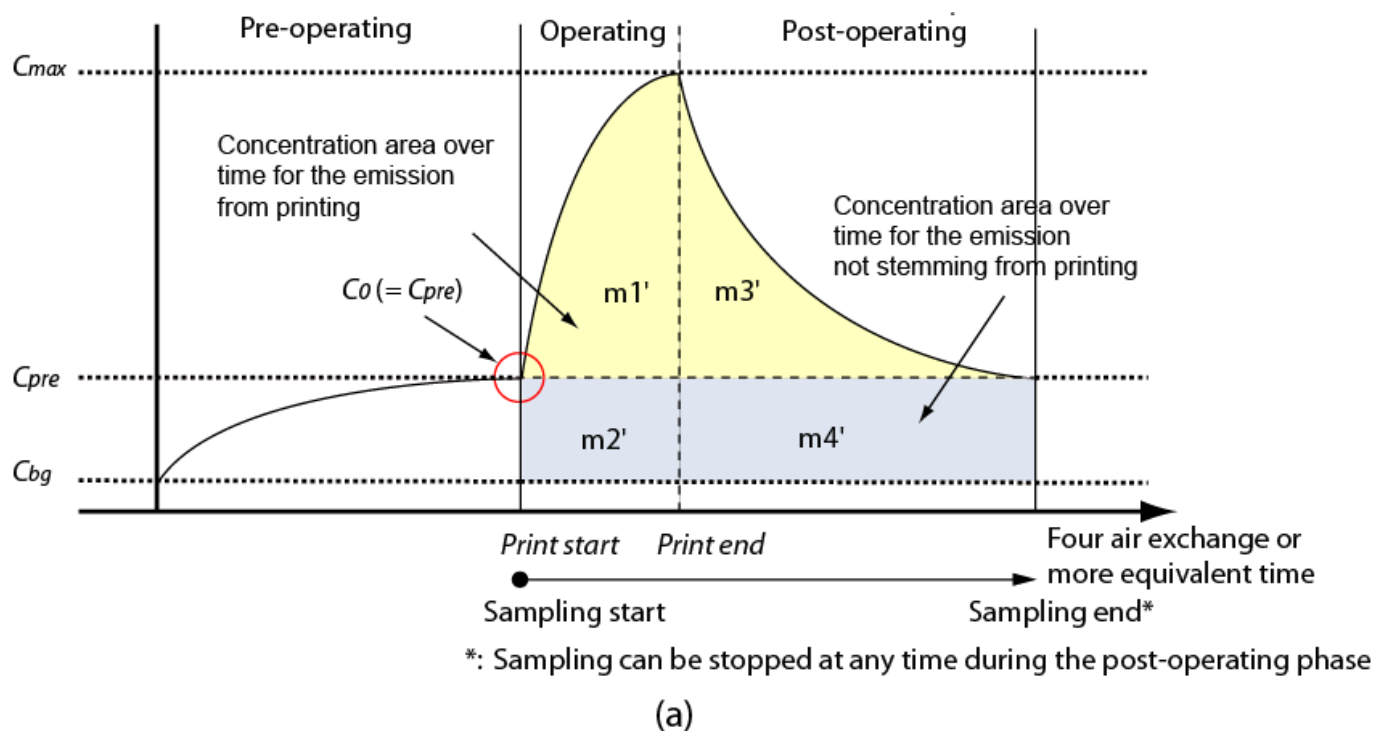 Pre-operating
Operating
Post-operating
Cmax
Concentration area over
time for the emission
from printing
Concentration area over
time for the emission
not stemming from printing
C0 (= Cpre)
m1'
m3'
Cpre
m2'
m4'
Cbg
Print start
Print end
Four air exchange or
more equivalent time
Sampling start
Sampling end*
*: Sampling can be stopped at any time during the post-operating phase
(a)